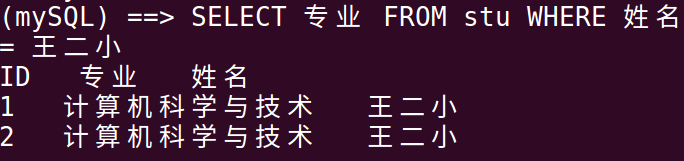 (mySQL) ==> SELECT 专业 FROM stu WHERE 姓名
= 王二小
ID 专业 姓名
1 计算机科学与技术 王二小
2 计算机科学与技术 王二小